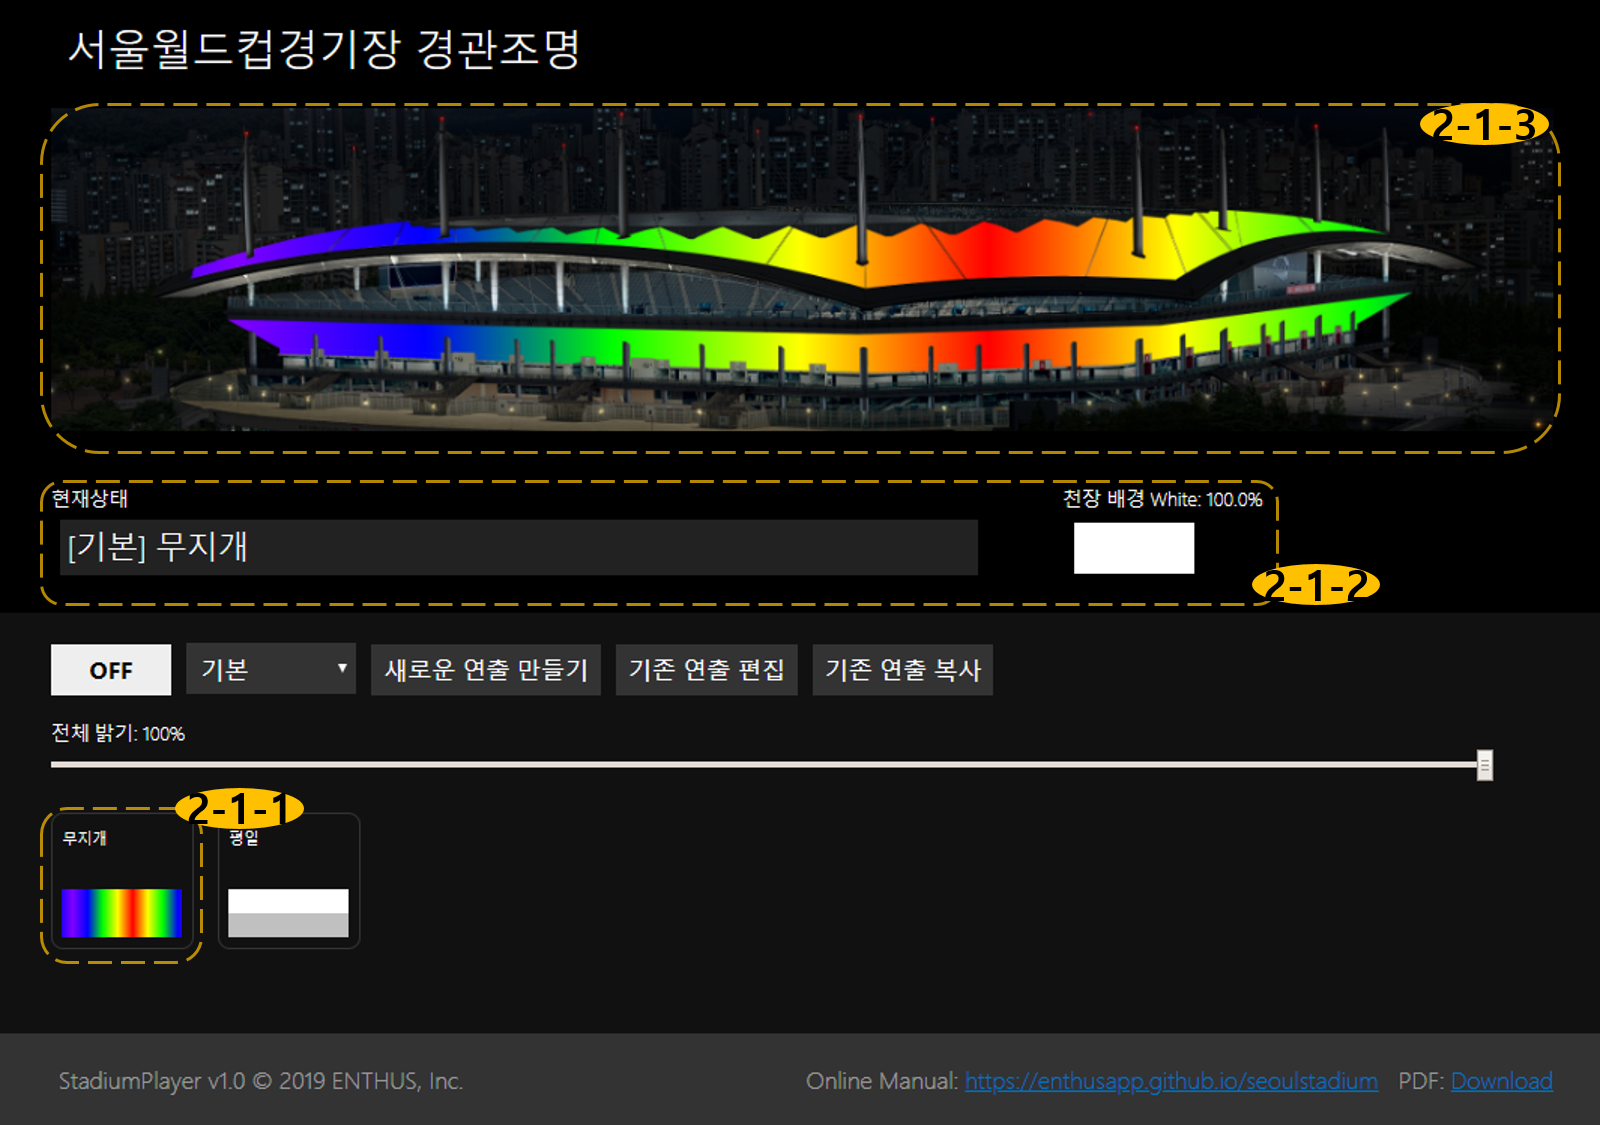 서울월드컵경기장 경관조명
2-1-3
현재상태
천장 배경 White: 100.0%
[기본] 무지개
2-1-2
OFF
기본
새로운 연출 만들기
기존 연출 편집
기존 연출 복사
전체 밝기: 100%
2-1-1
무지개
평일
StadiumPlayer v1.0 © 2019 ENTHUS, Inc.
Online Manual: https://enthusapp.github.io/seoulstadium PDF: Download